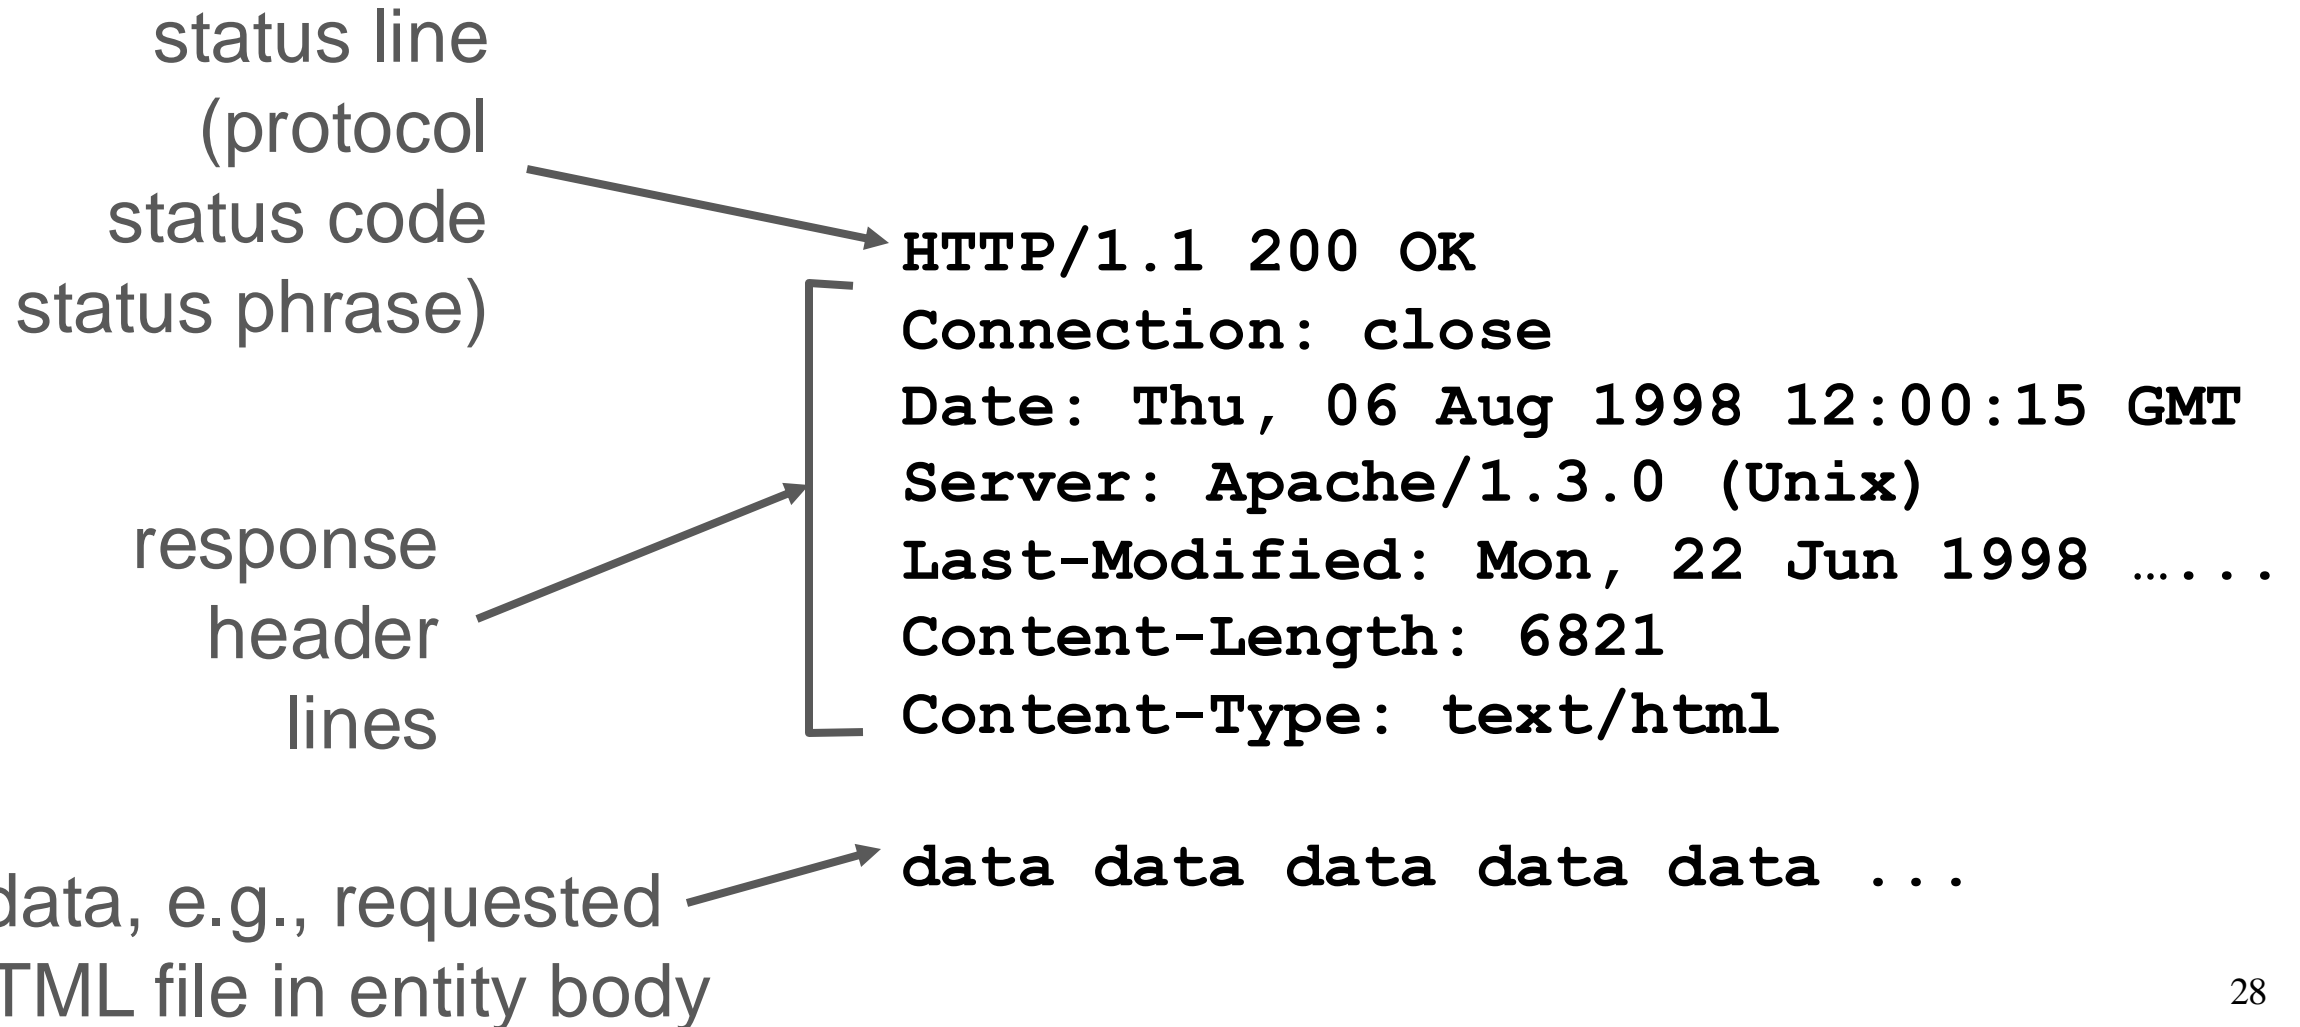 status line
(protocol
status code
status phrase)
HTTP/1.1 200 OK
Connection: close
Date: Thu, 06 Aug 1998 12:00:15 GMT
Server: Apache/1.3.0 (Unix)
Last-Modified: Mon, 22 Jun 1998 …...
Content-Length: 6821
Content-Type: text/html
response
header
lines
data data data data data ...
data, e.g., requested
TML file in entity body
28